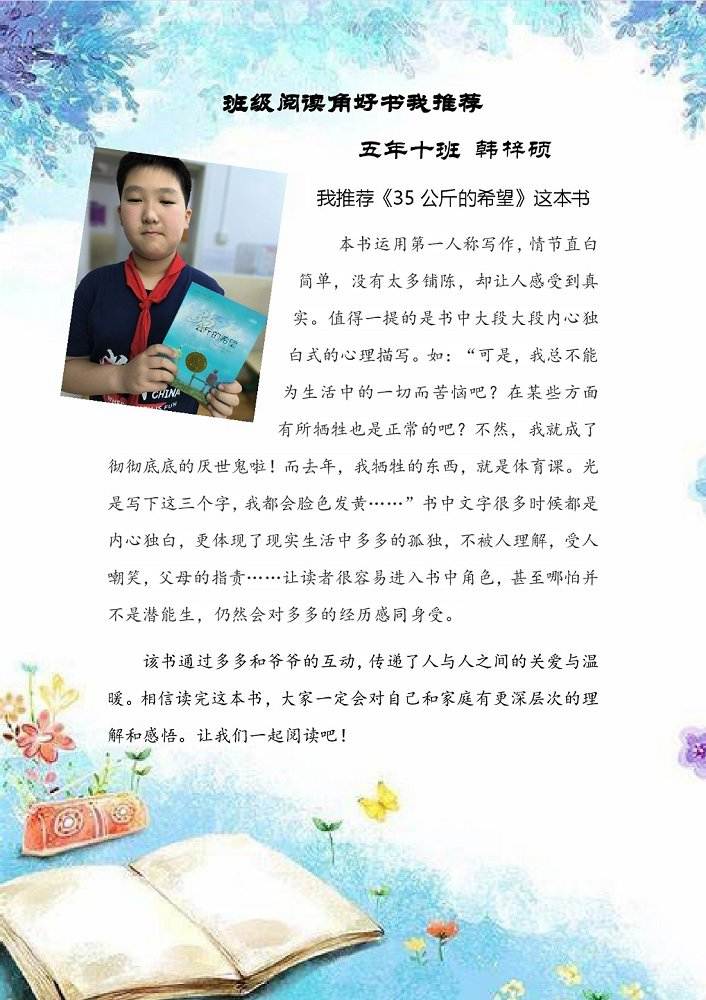 班级阅读角好书我推荐
五年十班 韩梓硕
我推荐《35 公斤的希望》这本书
本书运用第一人称写作，情节直白
简单，没有太多铺陈，却让人感受到真
实。值得一提的是书中大段大段内心独
白式的心理描写。如：“可是，我总不能
为生活中的一切而苦恼吧？在某些方面
有所牺牲也是正常的吧？不然，我就成了
彻彻底底的厌世鬼啦！而去年，我牺牲的东西，就是体育课。光
是写下这三个字，我都会脸色发黄……”书中文字很多时候都是
内心独白，更体现了现实生活中多多的孤独，不被人理解，受人
嘲笑，父母的指责……让读者很容易进入书中角色，甚至哪怕并
不是潜能生，仍然会对多多的经历感同身受。
该书通过多多和爷爷的互动，传递了人与人之间的关爱与温
暖。相信读完这本书，大家一定会对自己和家庭有更深层次的理
解和感悟。让我们一起阅读吧！
公斤的希望
CHINA